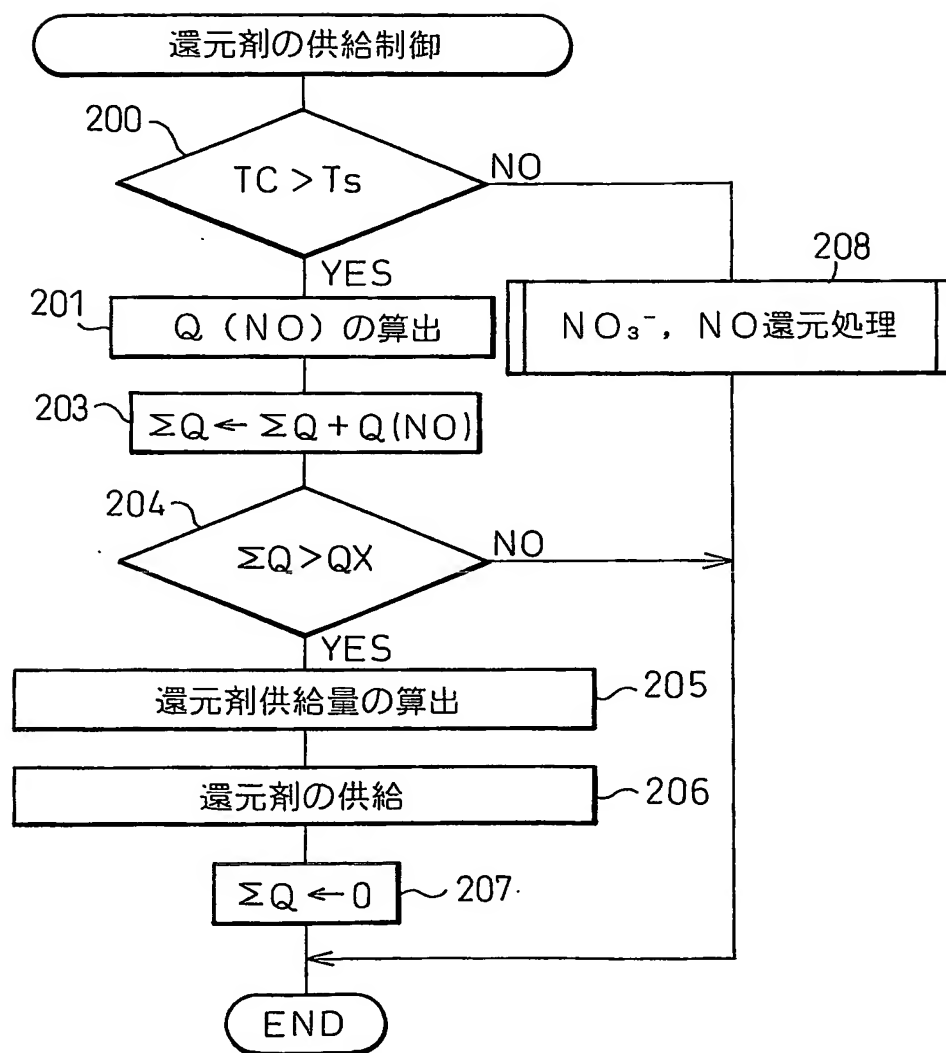 還元剤の供給制御
200
TC > Ts
NO
YES
208
NO₃⁻, NO還元処理
201
Q (NO) の算出
203
ΣQ ← ΣQ + Q(NO)
204
ΣQ > QX
NO
YES
還元剤供給量の算出
205
還元剤の供給
206
ΣQ ← 0
207
END